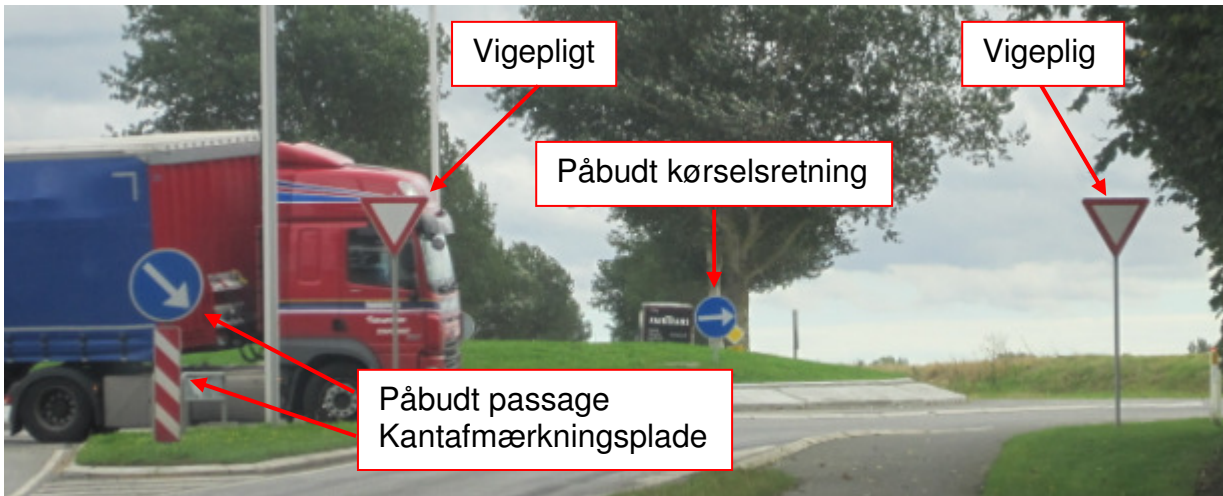 Vigepligt
Vigeplig
Påbudt kørselsretning
Påbudt passage
Kantafmærkningsplade